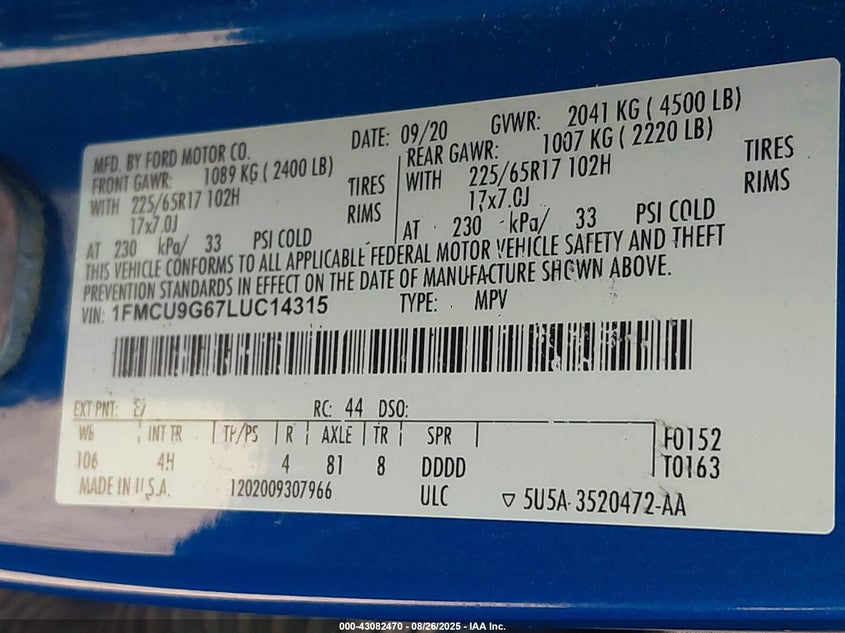 MFD. BY FORD MOTOR CO. DATE: 09/20 GVWR: 2041 KG ( 4500 LB)
FRONT GAWR: 1089 KG ( 2400 LB) REAR GAWR: 1007 KG ( 2220 LB)
WITH 225/65R17 102H TIRES WITH 225/65R17 102H TIRES
17x7.0J RIMS 17x7.0J RIMS
AT 230 kPa/ 33 PSI COLD AT 230 kPa/ 33 PSI COLD
THIS VEHICLE CONFORMS TO ALL APPLICABLE FEDERAL MOTOR VEHICLE SAFETY AND THEFT
PREVENTION STANDARDS IN EFFECT ON THE DATE OF MANUFACTURE SHOWN ABOVE.
VIN: 1FMCU9G67LUC14315 TYPE: MPV
EXT PNT: RC: 44 DSO:
WB INT TR TP/PS R AXLE TR SPR F0152
106 4H 4 81 8 DDDD T0163
MADE IN U.S.A. 1202009307966 ULC ▽ 5U5A-3520472-AA
000-43082470 - 08/26/2025 - IAA Inc.